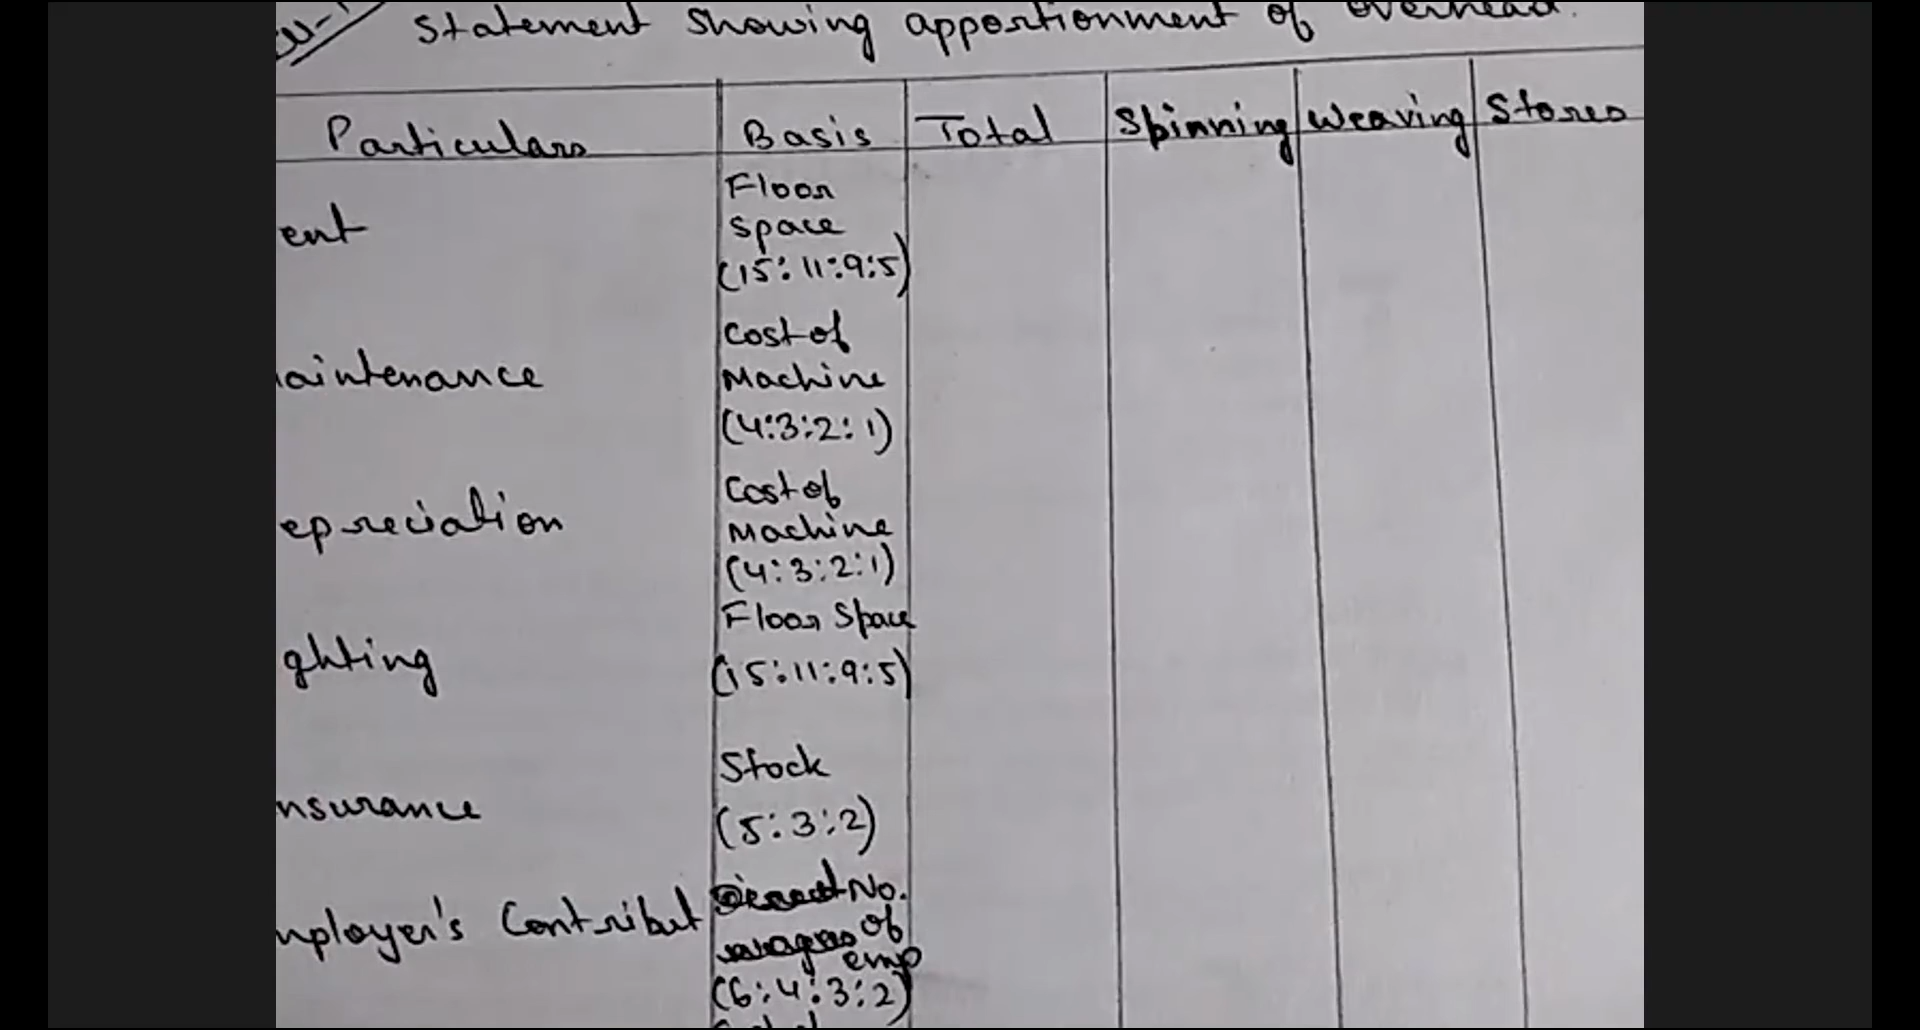 Statement showing apportionment of overhead.
Particulars Basis Total Spinning Weaving Stores
ent Floor space (15:11:9:5)
aintenance Cost of Machine (4:3:2:1)
epreciation Cost of Machine (4:3:2:1)
ghting Floor Space (15:11:9:5)
nsurance Stock (5:3:2)
mployer's Contribut No. of emp (6:4:3:2)